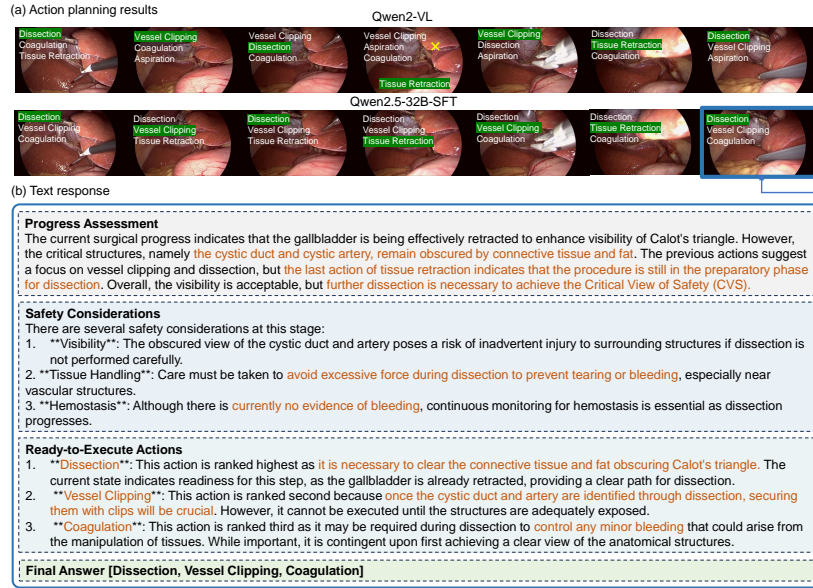 (a) Action planning results
Qwen2-VL
Dissection
Coagulation
Tissue Retraction
Vessel Clipping
Coagulation
Aspiration
Vessel Clipping
Dissection
Coagulation
Vessel Clipping
Aspiration
Coagulation
Tissue Retraction
Vessel Clipping
Dissection
Aspiration
Dissection
Tissue Retraction
Coagulation
Dissection
Vessel Clipping
Aspiration
Qwen2.5-32B-SFT
Dissection
Vessel Clipping
Coagulation
Dissection
Vessel Clipping
Tissue Retraction
Dissection
Vessel Clipping
Tissue Retraction
Dissection
Vessel Clipping
Tissue Retraction
Dissection
Vessel Clipping
Coagulation
Dissection
Tissue Retraction
Coagulation
Dissection
Vessel Clipping
Coagulation
(b) Text response
Progress Assessment
The current surgical progress indicates that the gallbladder is being effectively retracted to enhance visibility of Calot's triangle. However,
the critical structures, namely the cystic duct and cystic artery, remain obscured by connective tissue and fat. The previous actions suggest
a focus on vessel clipping and dissection, but the last action of tissue retraction indicates that the procedure is still in the preparatory phase
for dissection. Overall, the visibility is acceptable, but further dissection is necessary to achieve the Critical View of Safety (CVS).
Safety Considerations
There are several safety considerations at this stage:
1. **Visibility**: The obscured view of the cystic duct and artery poses a risk of inadvertent injury to surrounding structures if dissection is
not performed carefully.
2. **Tissue Handling**: Care must be taken to avoid excessive force during dissection to prevent tearing or bleeding, especially near
vascular structures.
3. **Hemostasis**: Although there is currently no evidence of bleeding, continuous monitoring for hemostasis is essential as dissection
progresses.
Ready-to-Execute Actions
1. **Dissection**: This action is ranked highest as it is necessary to clear the connective tissue and fat obscuring Calot's triangle. The
current state indicates readiness for this step, as the gallbladder is already retracted, providing a clear path for dissection.
2. **Vessel Clipping**: This action is ranked second because once the cystic duct and artery are identified through dissection, securing
them with clips will be crucial. However, it cannot be executed until the structures are adequately exposed.
3. **Coagulation**: This action is ranked third as it may be required during dissection to control any minor bleeding that could arise from
the manipulation of tissues. While important, it is contingent upon first achieving a clear view of the anatomical structures.
Final Answer [Dissection, Vessel Clipping, Coagulation]